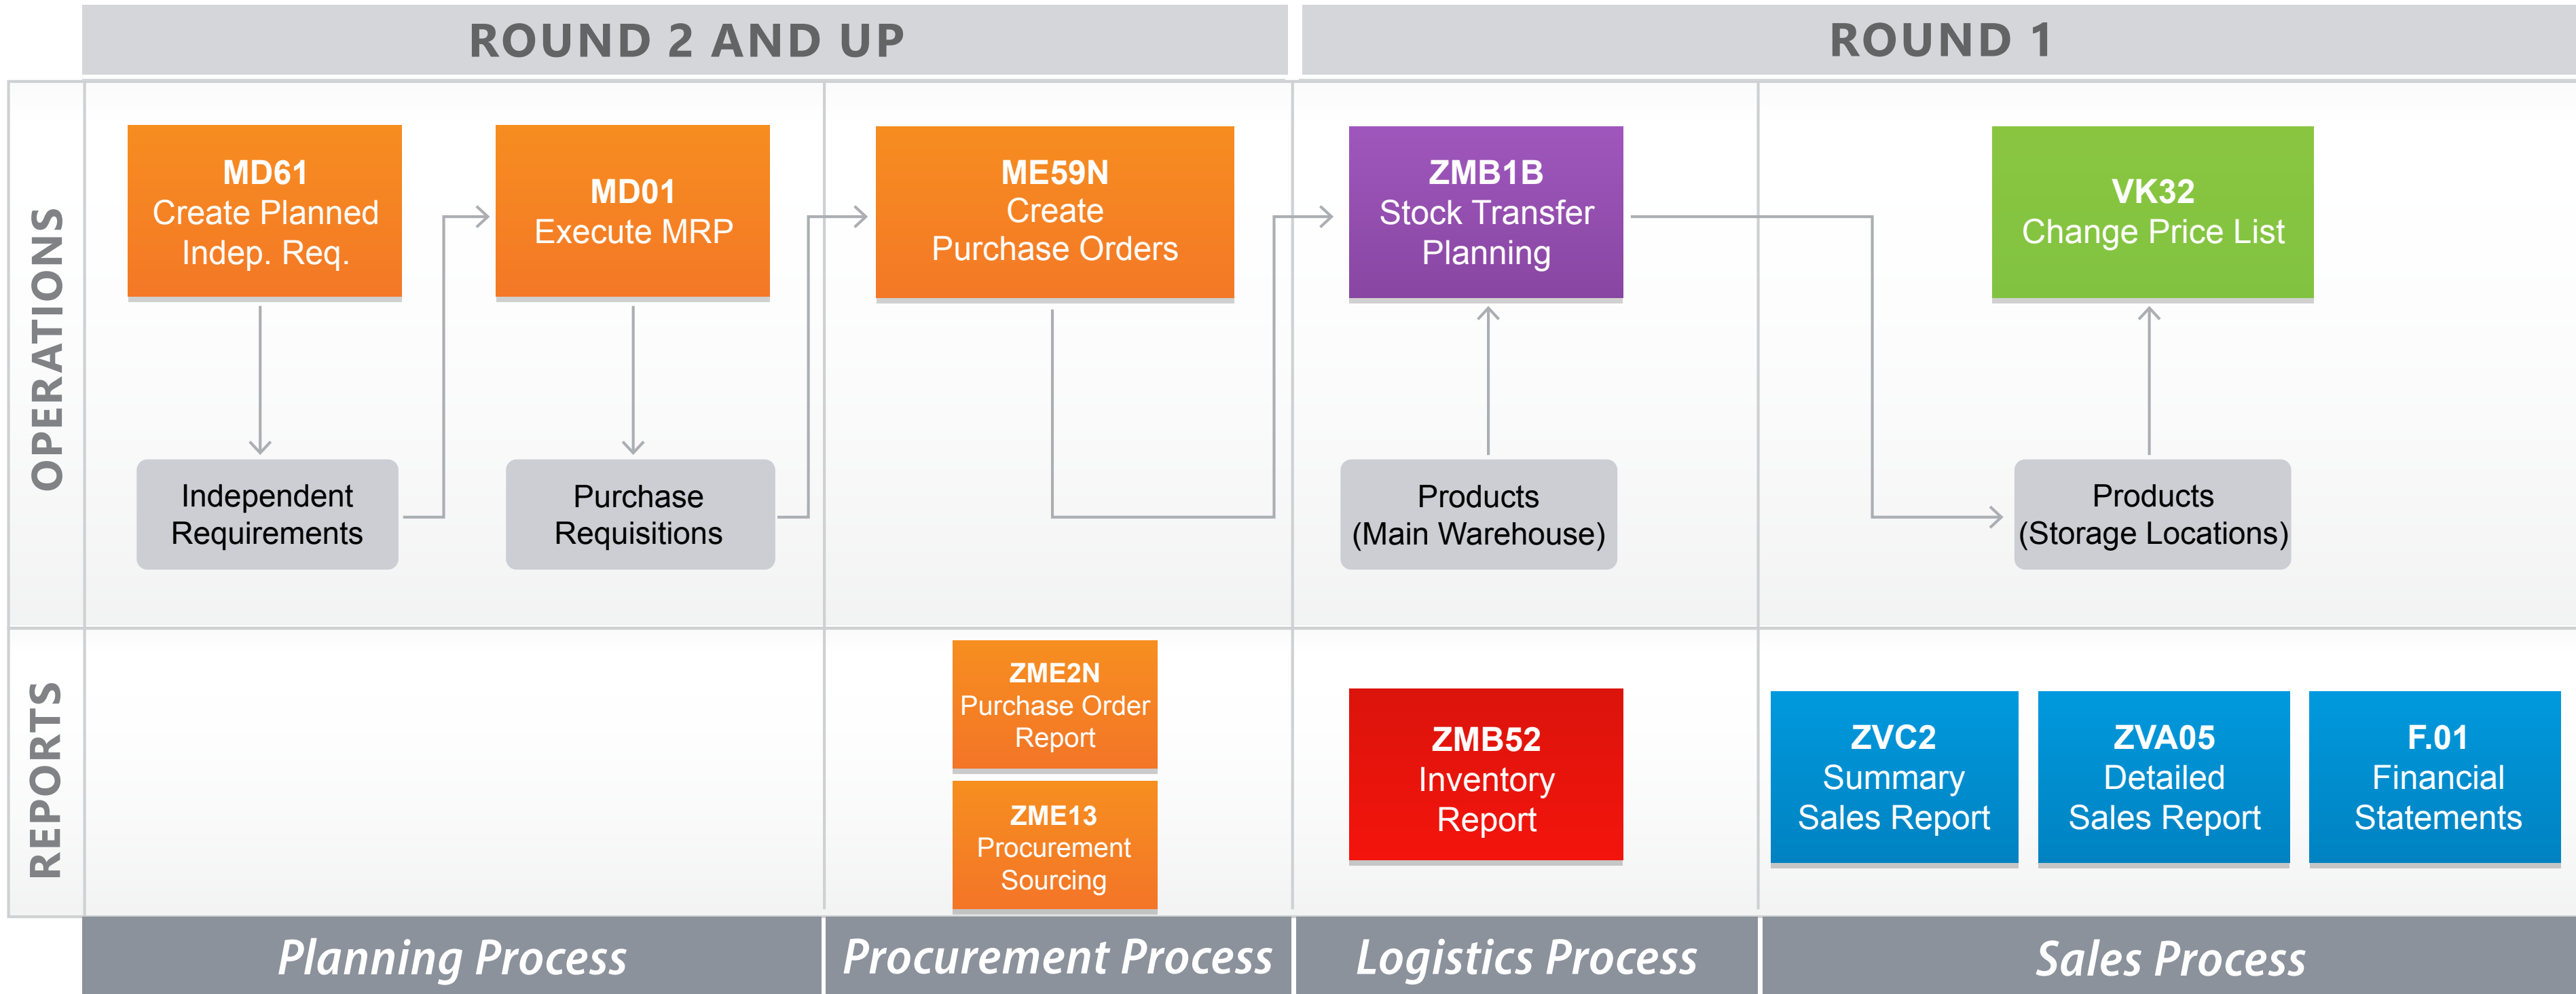 ROUND 2 AND UP
ROUND 1
OPERATIONS
MD61
Create Planned
Indep. Req.
MD01
Execute MRP
ME59N
Create
Purchase Orders
ZMB1B
Stock Transfer
Planning
VK32
Change Price List
Independent
Requirements
Purchase
Requisitions
Products
(Main Warehouse)
Products
(Storage Locations)
REPORTS
ZME2N
Purchase Order
Report
ZME13
Procurement
Sourcing
ZMB52
Inventory
Report
ZVC2
Summary
Sales Report
ZVA05
Detailed
Sales Report
F.01
Financial
Statements
Planning Process
Procurement Process
Logistics Process
Sales Process